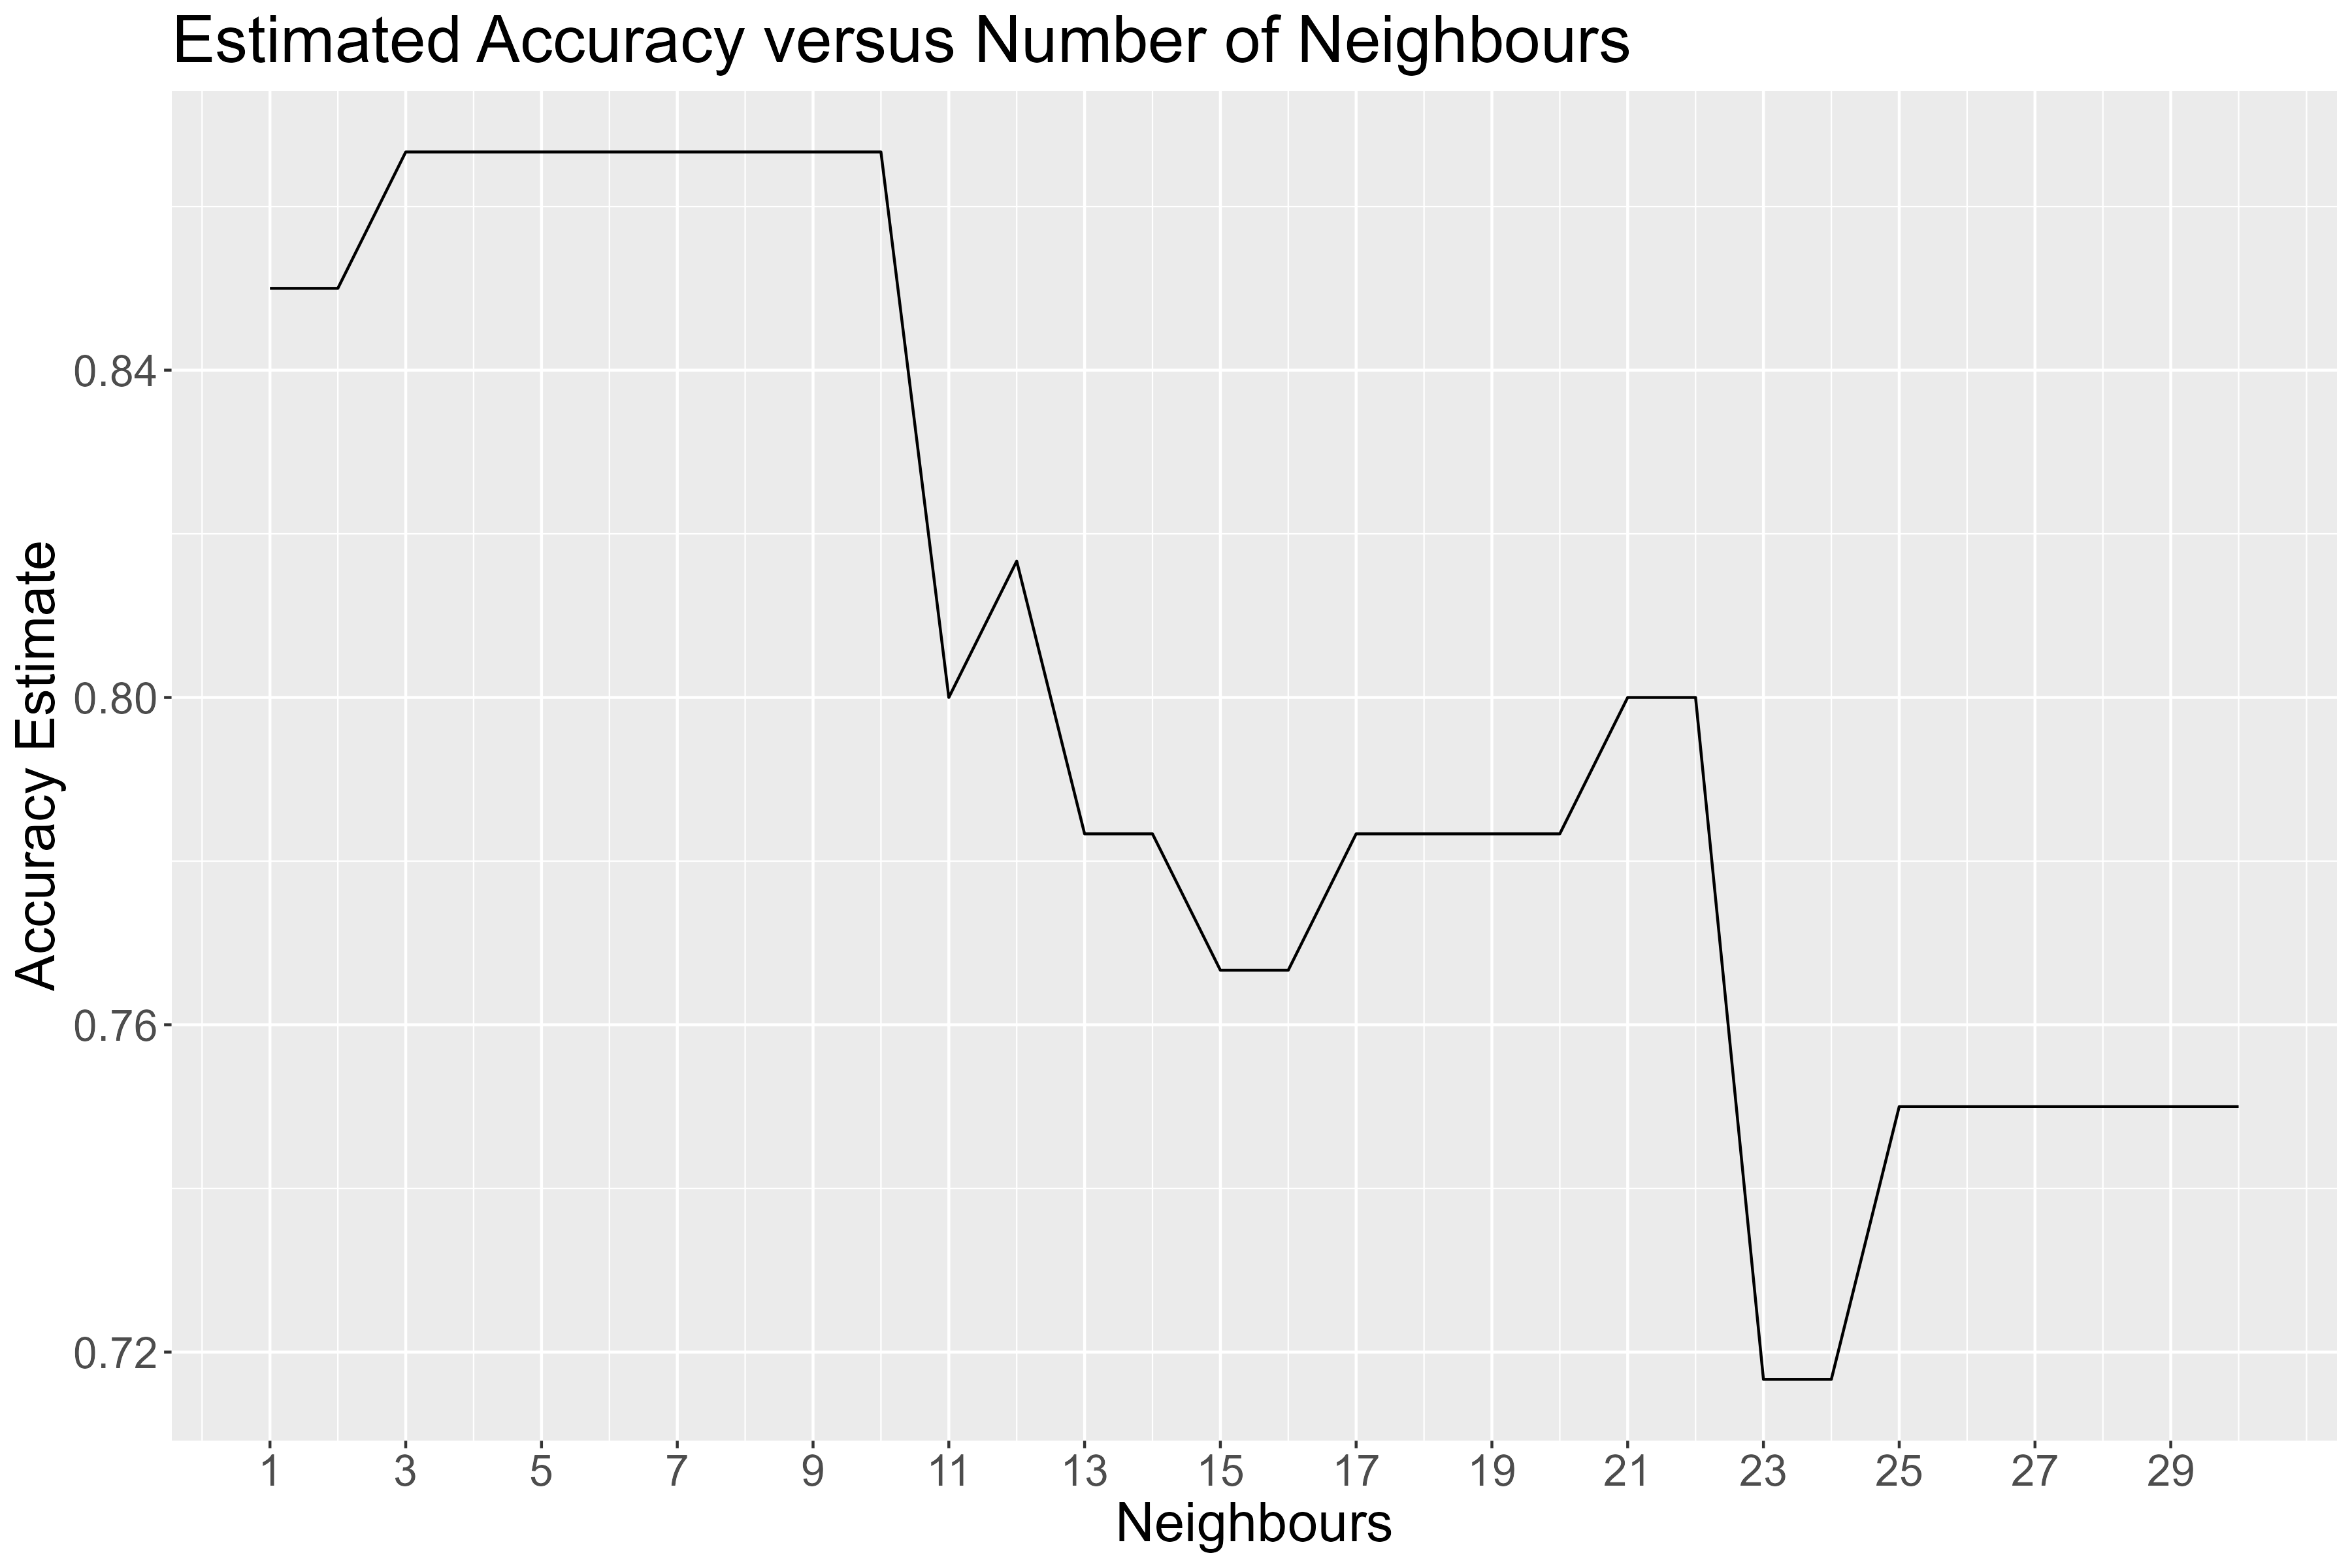 Estimated Accuracy versus Number of Neighbours
Accuracy Estimate
0.84
0.80
0.76
0.72
1 3 5 7 9 11 13 15 17 19 21 23 25 27 29
Neighbours